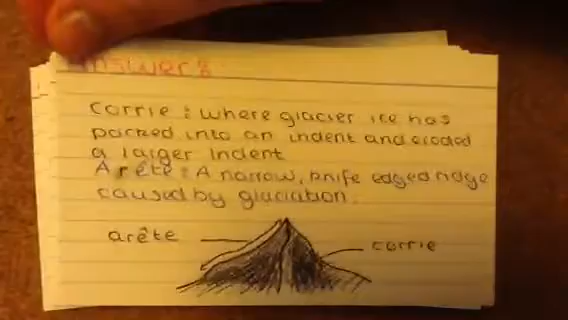 Answer:
Corrie: where glacier ice has
packed into an indent and eroded
a larger indent
Arête: A narrow, knife edged ridge
caused by glaciation.
arête
corrie